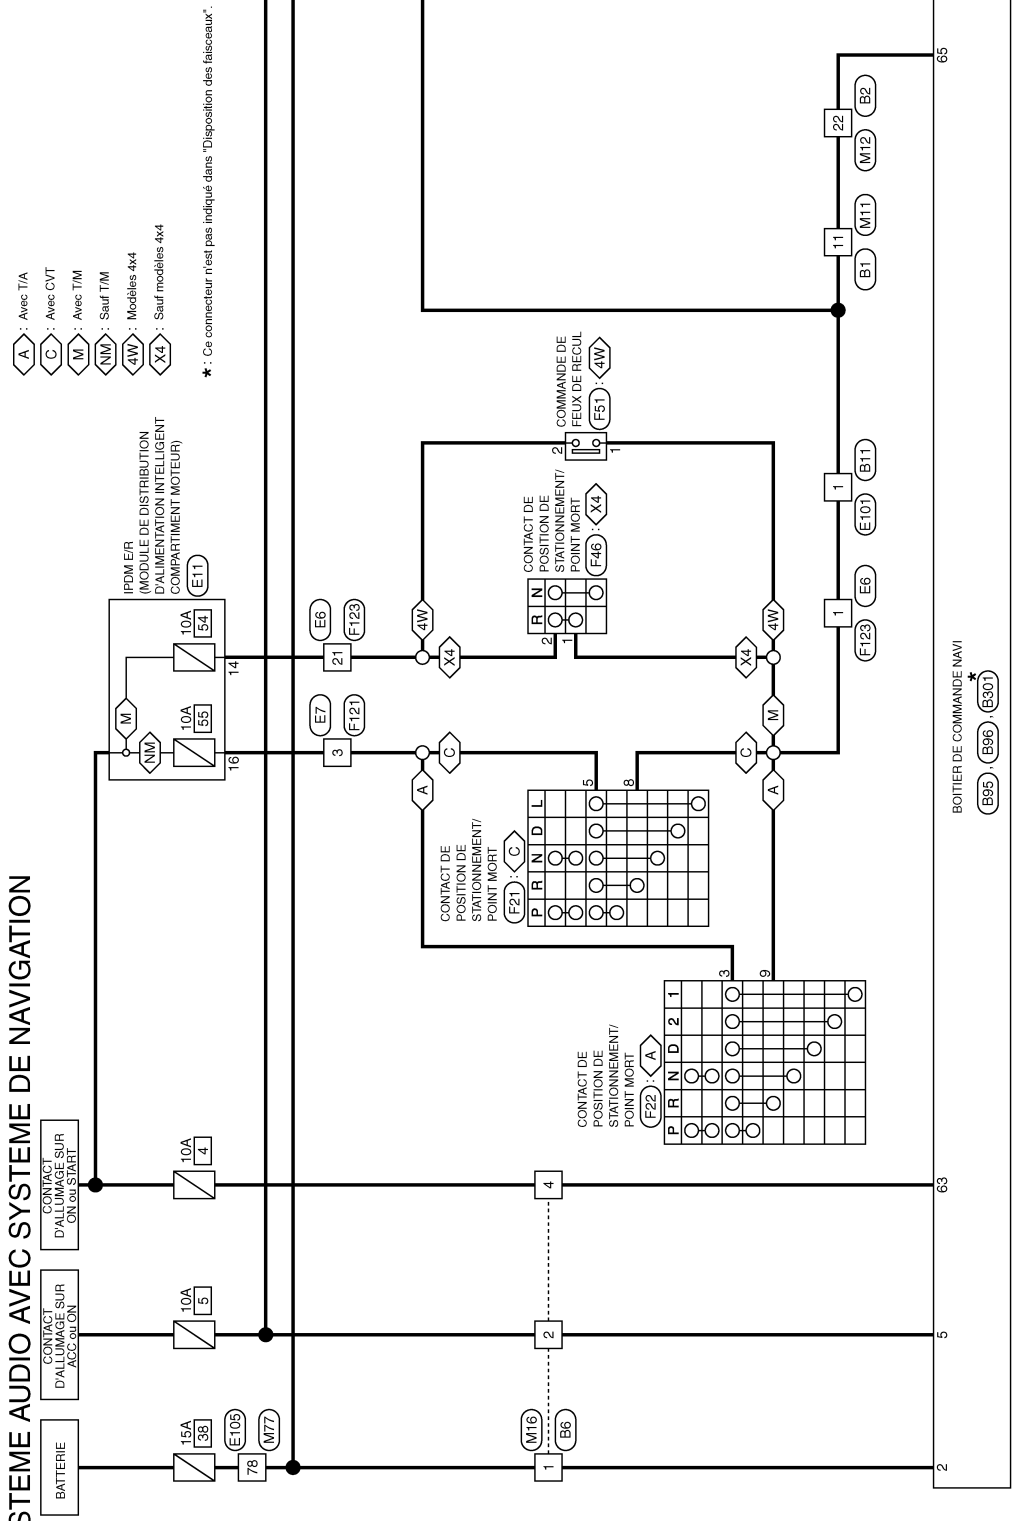 STEME AUDIO AVEC SYSTEME DE NAVIGATION
BATTERIE
CONTACT
D'ALLUMAGE SUR
ACC ou ON
CONTACT
D'ALLUMAGE SUR
ON ou START
15A
38
10A
5
10A
4
E105
M77
78
M16
B6
1
2
4
2
5
63
65
IPDM E/R
(MODULE DE DISTRIBUTION
D'ALIMENTATION INTELLIGENT
COMPARTIMENT MOTEUR)
E11
M
NM
10A
55
10A
54
16
14
E7
F121
3
E6
F123
21
A
C
X4
4W
A : Avec T/A
C : Avec CVT
M : Avec T/M
NM : Sauf T/M
4W : Modèles 4x4
X4 : Sauf modèles 4x4
* : Ce connecteur n'est pas indiqué dans "Disposition des faisceaux".
CONTACT DE
POSITION DE
STATIONNEMENT/
POINT MORT
F22 : A
P R N D 2 1
3
9
CONTACT DE
POSITION DE
STATIONNEMENT/
POINT MORT
F21 : C
P R N D L
5
8
CONTACT DE
POSITION DE
STATIONNEMENT/
POINT MORT
F46 : X4
R N
2
1
COMMANDE DE
FEUX DE RECUL
F51 : 4W
2
1
A
C
M
X4
4W
1
F123
E6
1
E101
B11
11
B1
M11
22
M12
B2
BOITIER DE COMMANDE NAVI
B95 , B96 , B301 *